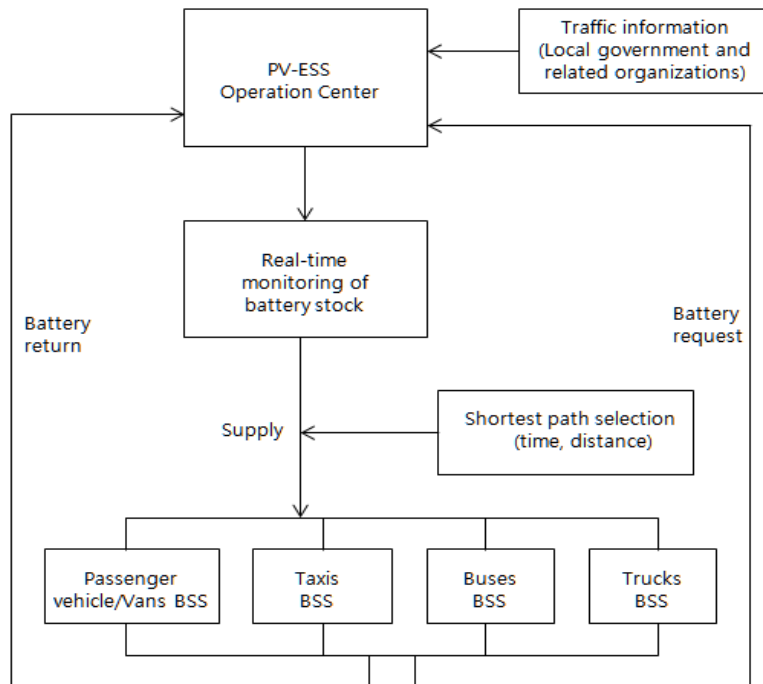 Traffic information
(Local government and
related organizations)
PV-ESS
Operation Center
Real-time
monitoring of
battery stock
Battery
return
Battery
request
Supply
Shortest path selection
(time, distance)
Passenger
vehicle/Vans BSS
Taxis
BSS
Buses
BSS
Trucks
BSS